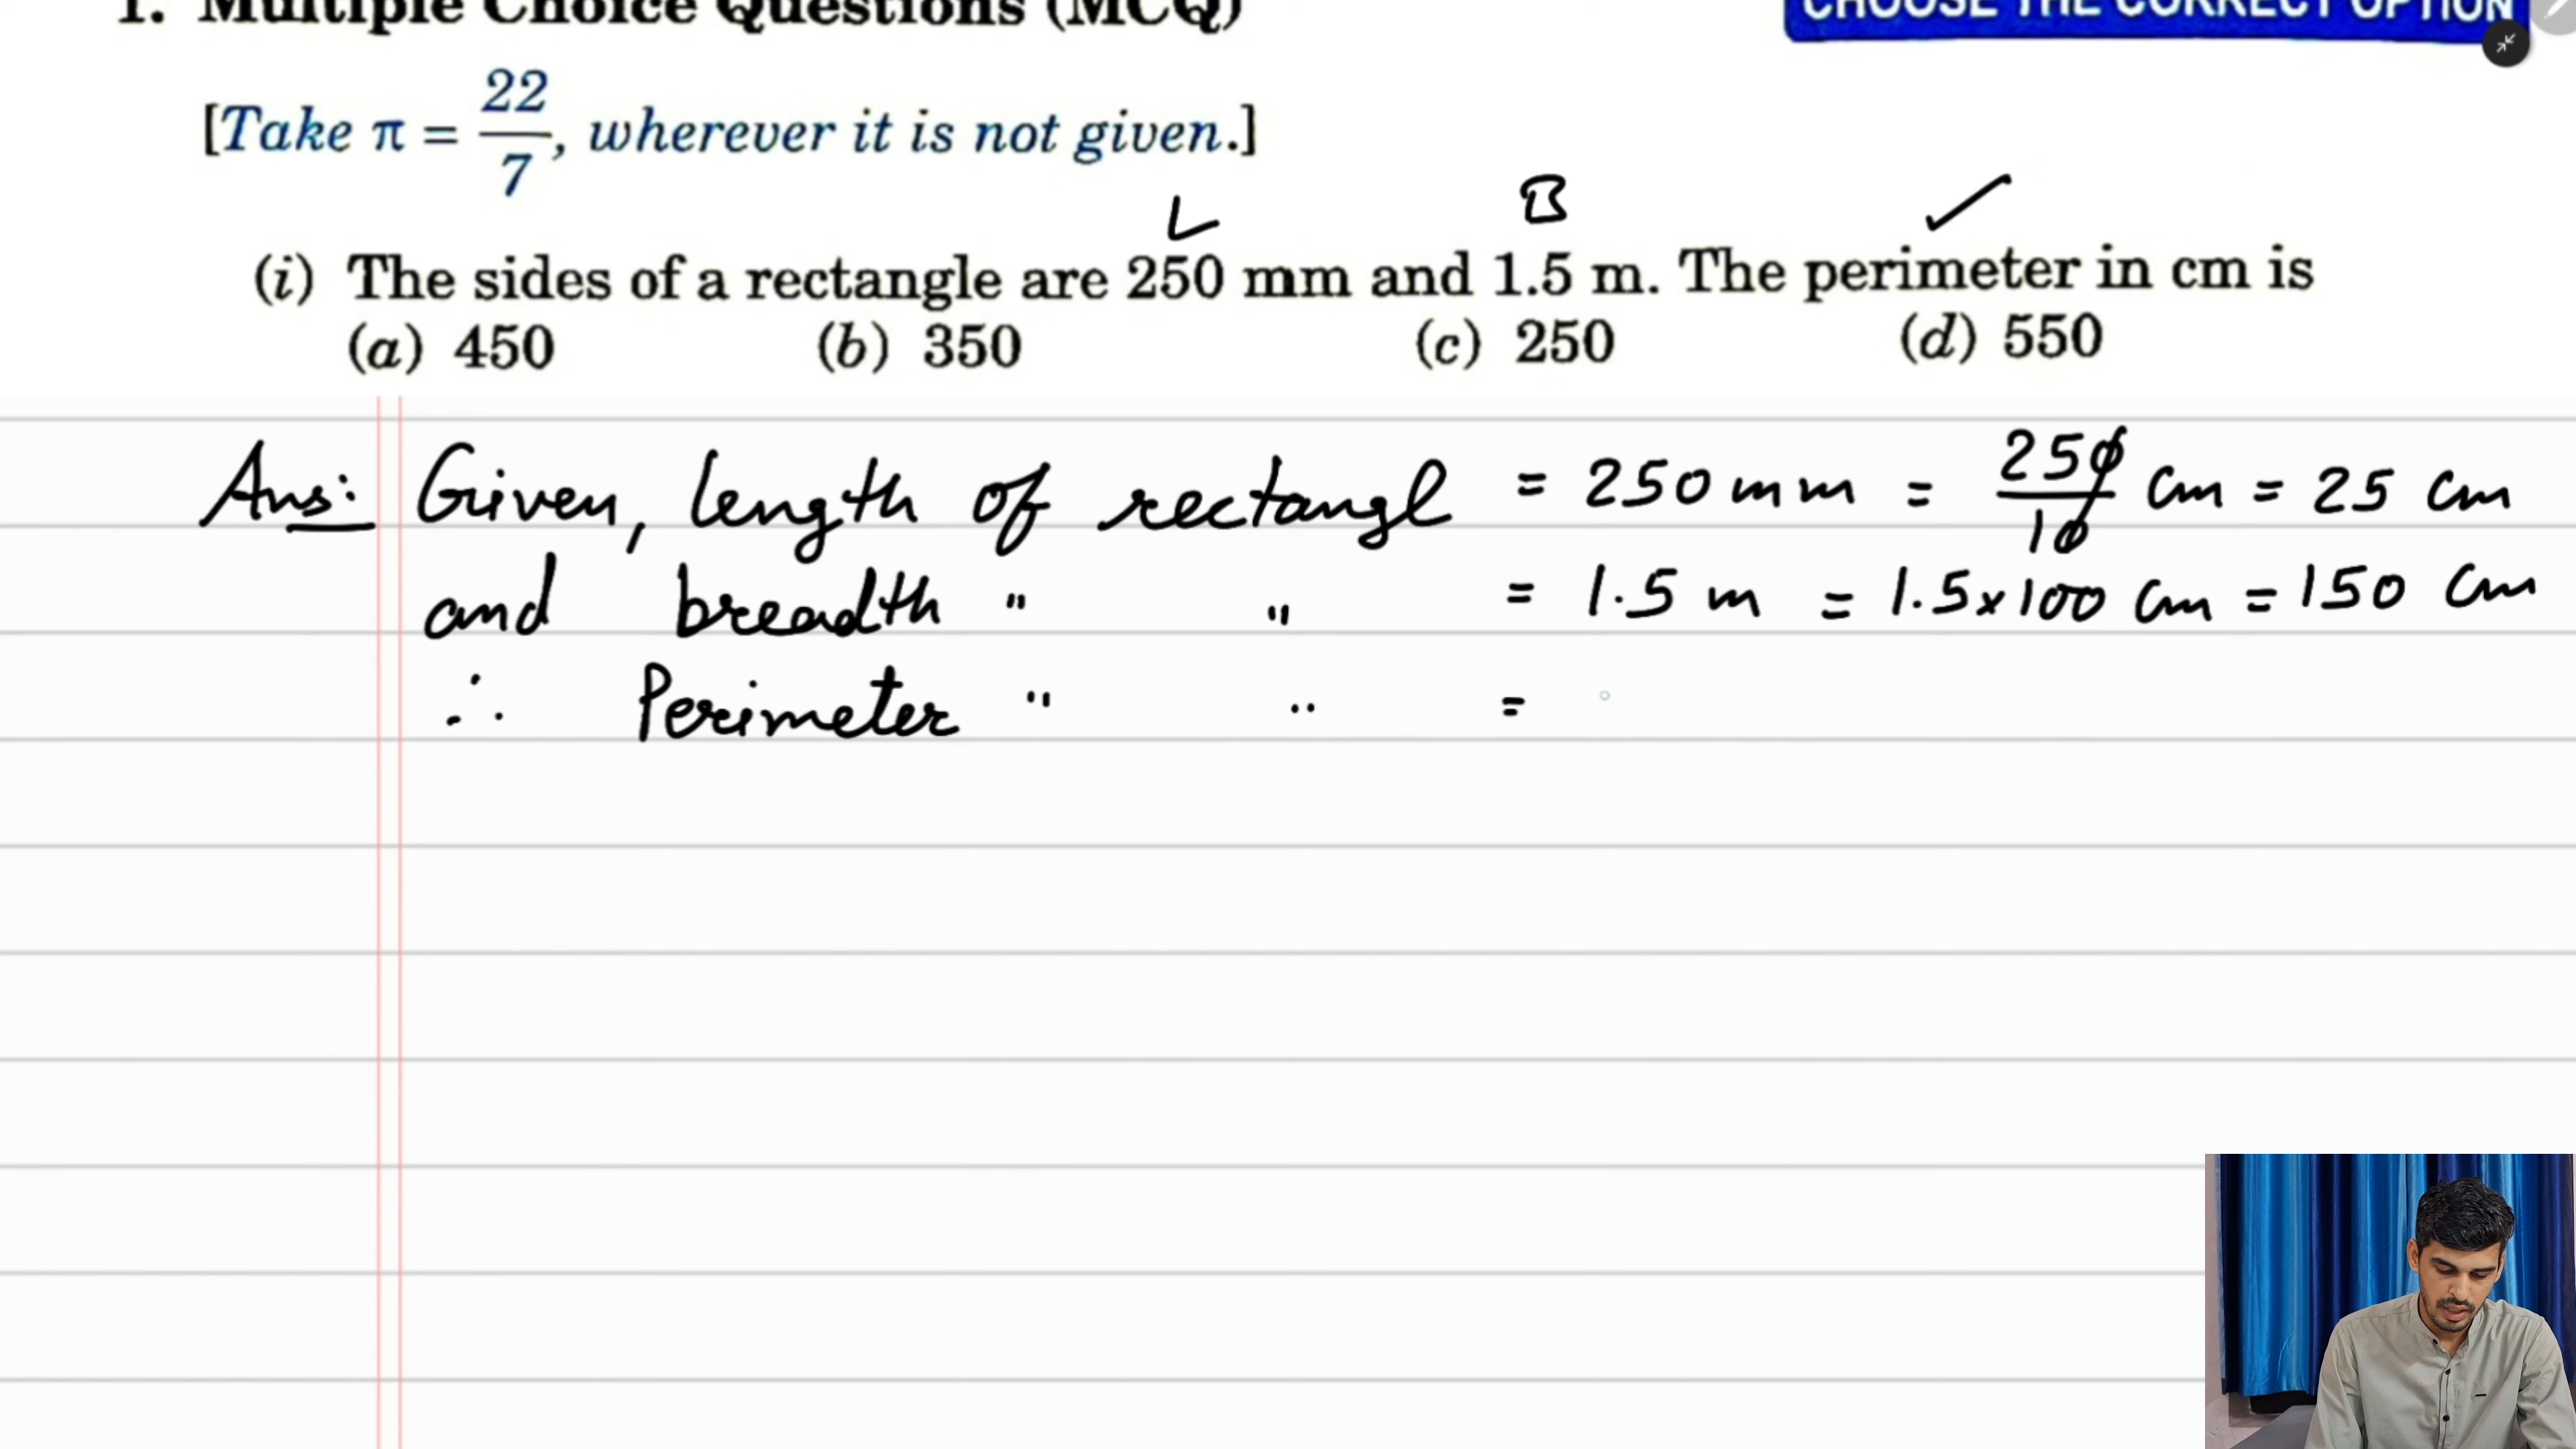 1. Multiple Choice Questions (MCQ)
CHOOSE THE CORRECT OPTION
[Take π = 22/7, wherever it is not given.]
L B ✓
(i) The sides of a rectangle are 250 mm and 1.5 m. The perimeter in cm is
(a) 450 (b) 350 (c) 250 (d) 550
Ans: Given, length of rectangl = 250 mm = 250/10 cm = 25 cm
and breadth " " = 1.5 m = 1.5×100 cm = 150 cm
∴ Perimeter " " =